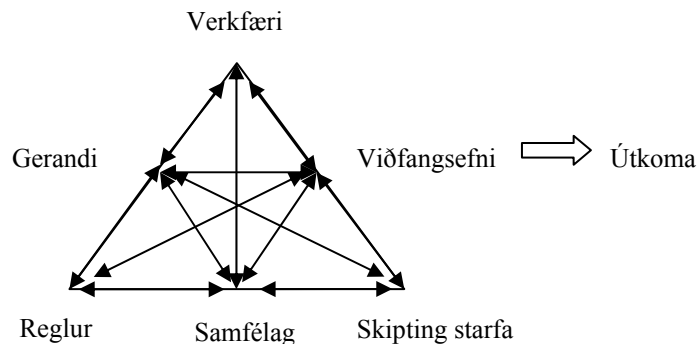 Verkfæri
Gerandi
Viðfangsefni
Útkoma
Reglur
Samfélag
Skipting starfa